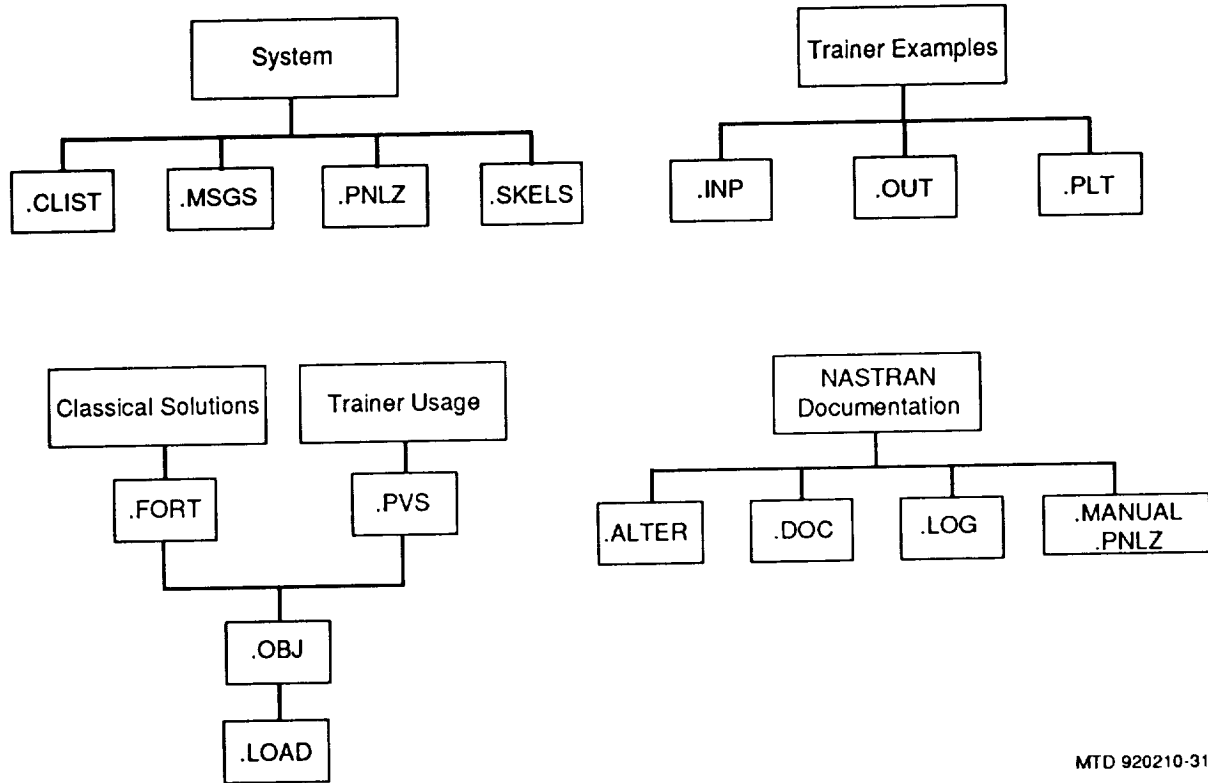 System
Trainer Examples
.CLIST
.MSGS
.PNLZ
.SKELS
.INP
.OUT
.PLT
Classical Solutions
Trainer Usage
NASTRAN
Documentation
.FORT
.PVS
.ALTER
.DOC
.LOG
.MANUAL
.PNLZ
.OBJ
.LOAD
MTD 920210-31